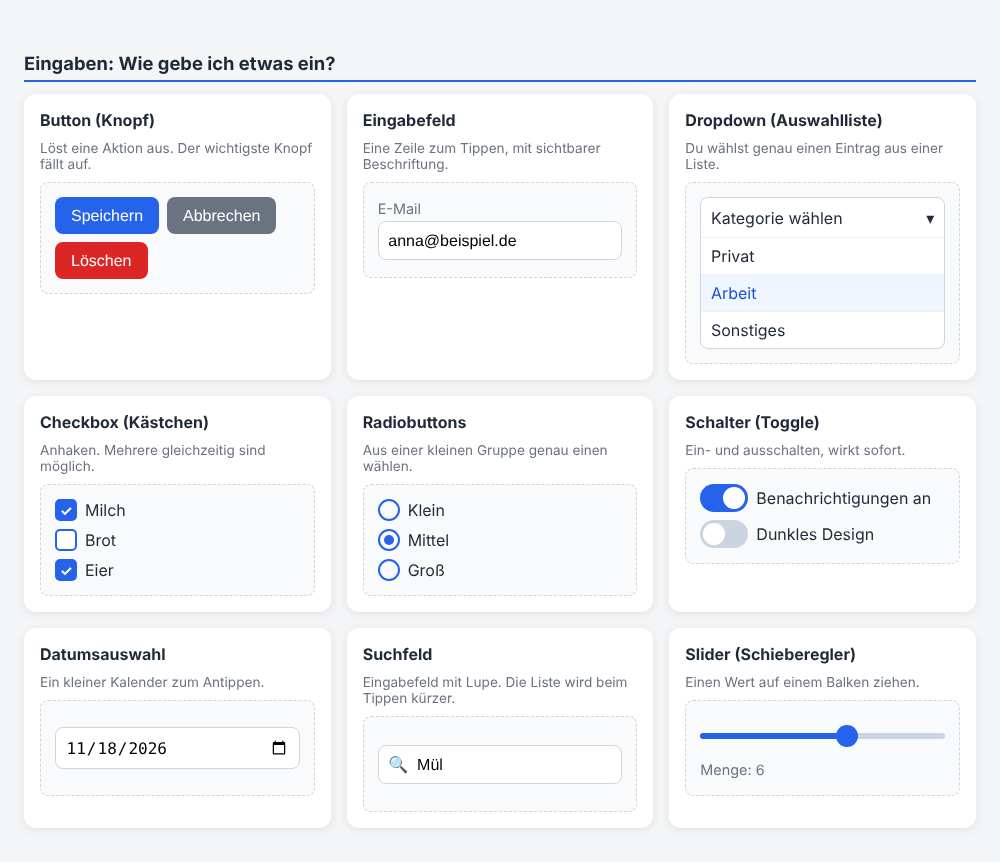 Eingaben: Wie gebe ich etwas ein?
Button (Knopf)
Löst eine Aktion aus. Der wichtigste Knopf
fällt auf.
Speichern
Abbrechen
Löschen
Eingabefeld
Eine Zeile zum Tippen, mit sichtbarer
Beschriftung.
E-Mail
anna@beispiel.de
Dropdown (Auswahlliste)
Du wählst genau einen Eintrag aus einer
Liste.
Kategorie wählen
Privat
Arbeit
Sonstiges
Checkbox (Kästchen)
Anhaken. Mehrere gleichzeitig sind
möglich.
Milch
Brot
Eier
Radiobuttons
Aus einer kleinen Gruppe genau einen
wählen.
Klein
Mittel
Groß
Schalter (Toggle)
Ein- und ausschalten, wirkt sofort.
Benachrichtigungen an
Dunkles Design
Datumsauswahl
Ein kleiner Kalender zum Antippen.
11/18/2026
Suchfeld
Eingabefeld mit Lupe. Die Liste wird beim
Tippen kürzer.
Mül
Slider (Schieberegler)
Einen Wert auf einem Balken ziehen.
Menge: 6